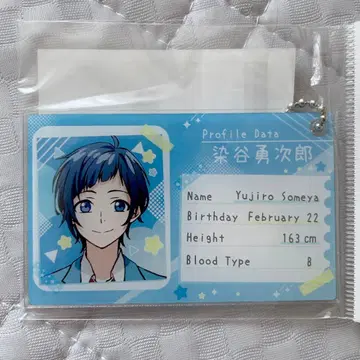 Profile Data
染谷勇次郎
Name Yujiro Someya
Birthday February 22
Height 163 cm
Blood Type B